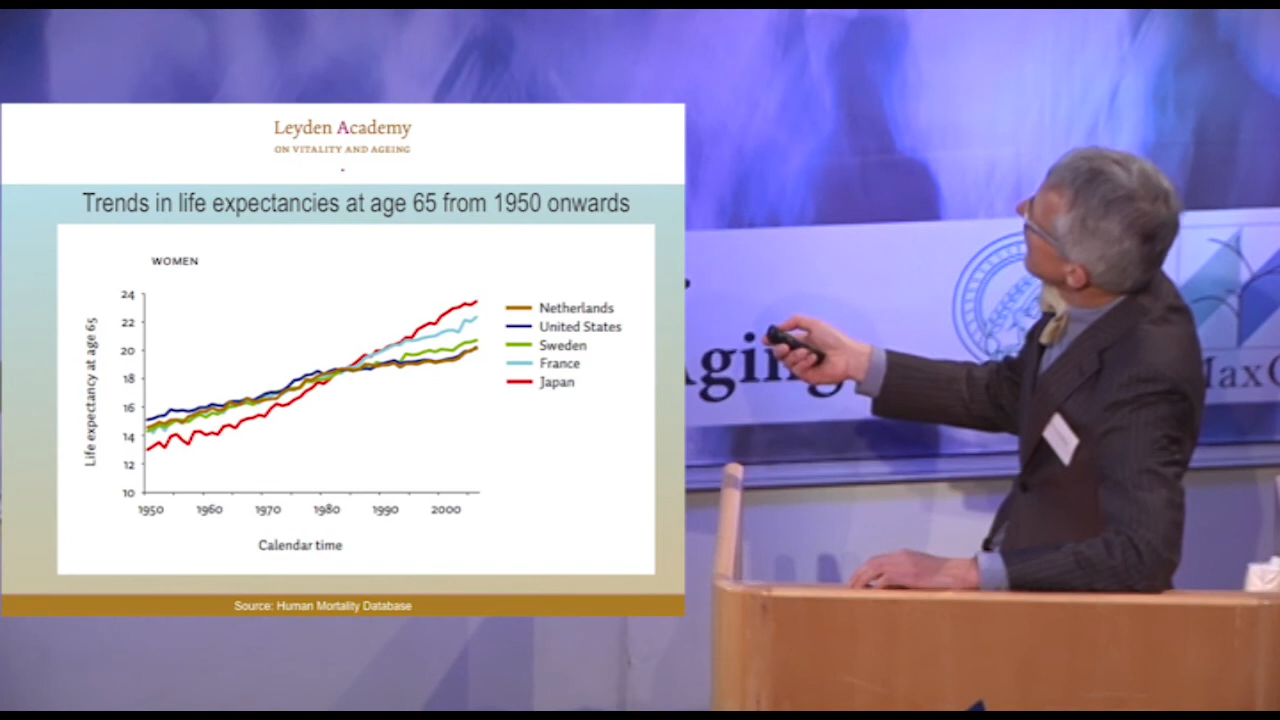 Leyden Academy
ON VITALITY AND AGEING
Trends in life expectancies at age 65 from 1950 onwards
WOMEN
24
22
20
18
16
14
12
10
Life expectancy at age 65
1950 1960 1970 1980 1990 2000
Calendar time
Netherlands
United States
Sweden
France
Japan
Source: Human Mortality Database
Aging
Max